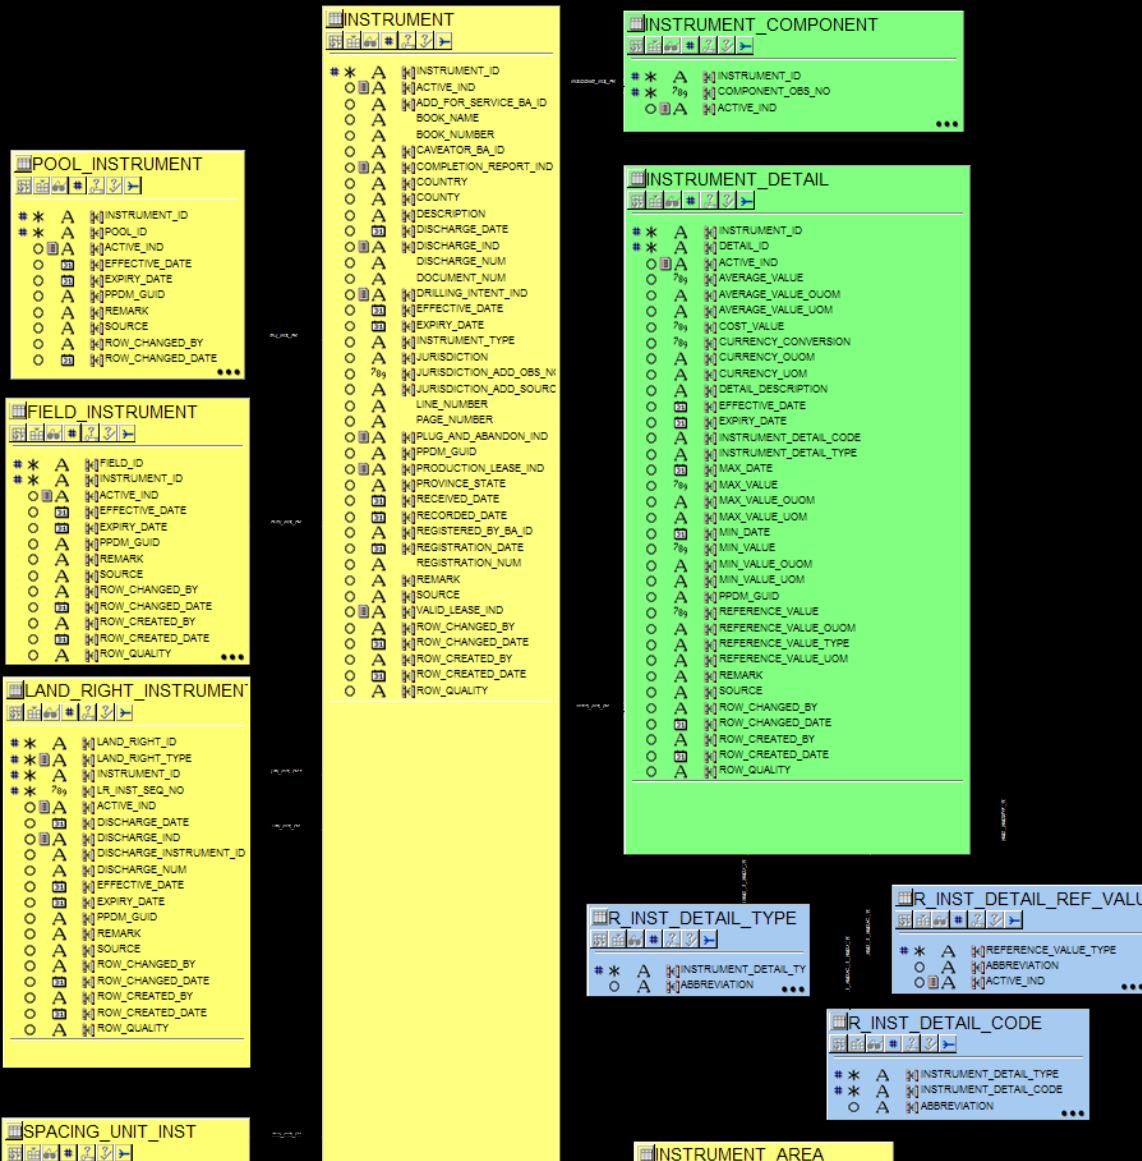 INSTRUMENT
INSTRUMENT_ID
ACTIVE_IND
ADD_FOR_SERVICE_BA_ID
BOOK_NAME
BOOK_NUMBER
CAVEATOR_BA_ID
COMPLETION_REPORT_IND
COUNTRY
COUNTY
DESCRIPTION
DISCHARGE_DATE
DISCHARGE_IND
DISCHARGE_NUM
DOCUMENT_NUM
DRILLING_INTENT_IND
EFFECTIVE_DATE
EXPIRY_DATE
INSTRUMENT_TYPE
JURISDICTION
JURISDICTION_ADD_OBS_N
JURISDICTION_ADD_SOURC
LINE_NUMBER
PAGE_NUMBER
PLUG_AND_ABANDON_IND
PPDM_GUID
PRODUCTION_LEASE_IND
PROVINCE_STATE
RECEIVED_DATE
RECORDED_DATE
REGISTERED_BY_BA_ID
REGISTRATION_DATE
REGISTRATION_NUM
REMARK
SOURCE
VALID_LEASE_IND
ROW_CHANGED_BY
ROW_CHANGED_DATE
ROW_CREATED_BY
ROW_CREATED_DATE
ROW_QUALITY
INSTRUMENT_COMPONENT
INSTRUMENT_ID
COMPONENT_OBS_NO
ACTIVE_IND
POOL_INSTRUMENT
INSTRUMENT_ID
POOL_ID
ACTIVE_IND
EFFECTIVE_DATE
EXPIRY_DATE
PPDM_GUID
REMARK
SOURCE
ROW_CHANGED_BY
ROW_CHANGED_DATE
INSTRUMENT_DETAIL
INSTRUMENT_ID
DETAIL_ID
ACTIVE_IND
AVERAGE_VALUE
AVERAGE_VALUE_OUOM
AVERAGE_VALUE_UOM
COST_VALUE
CURRENCY_CONVERSION
CURRENCY_OUOM
CURRENCY_UOM
DETAIL_DESCRIPTION
EFFECTIVE_DATE
EXPIRY_DATE
INSTRUMENT_DETAIL_CODE
INSTRUMENT_DETAIL_TYPE
MAX_DATE
MAX_VALUE
MAX_VALUE_OUOM
MAX_VALUE_UOM
MIN_DATE
MIN_VALUE
MIN_VALUE_OUOM
MIN_VALUE_UOM
PPDM_GUID
REFERENCE_VALUE
REFERENCE_VALUE_OUOM
REFERENCE_VALUE_TYPE
REFERENCE_VALUE_UOM
REMARK
SOURCE
ROW_CHANGED_BY
ROW_CHANGED_DATE
ROW_CREATED_BY
ROW_CREATED_DATE
ROW_QUALITY
FIELD_INSTRUMENT
FIELD_ID
INSTRUMENT_ID
ACTIVE_IND
EFFECTIVE_DATE
EXPIRY_DATE
PPDM_GUID
REMARK
SOURCE
ROW_CHANGED_BY
ROW_CHANGED_DATE
ROW_CREATED_BY
ROW_CREATED_DATE
ROW_QUALITY
LAND_RIGHT_INSTRUMEN
LAND_RIGHT_ID
LAND_RIGHT_TYPE
INSTRUMENT_ID
LR_INST_SEQ_NO
ACTIVE_IND
DISCHARGE_DATE
DISCHARGE_IND
DISCHARGE_INSTRUMENT_ID
DISCHARGE_NUM
EFFECTIVE_DATE
EXPIRY_DATE
PPDM_GUID
REMARK
SOURCE
ROW_CHANGED_BY
ROW_CHANGED_DATE
ROW_CREATED_BY
ROW_CREATED_DATE
ROW_QUALITY
R_INST_DETAIL_TYPE
INSTRUMENT_DETAIL_TY
ABBREVIATION
R_INST_DETAIL_REF_VALU
REFERENCE_VALUE_TYPE
ABBREVIATION
ACTIVE_IND
R_INST_DETAIL_CODE
INSTRUMENT_DETAIL_TYPE
INSTRUMENT_DETAIL_CODE
ABBREVIATION
SPACING_UNIT_INST
INSTRUMENT_AREA